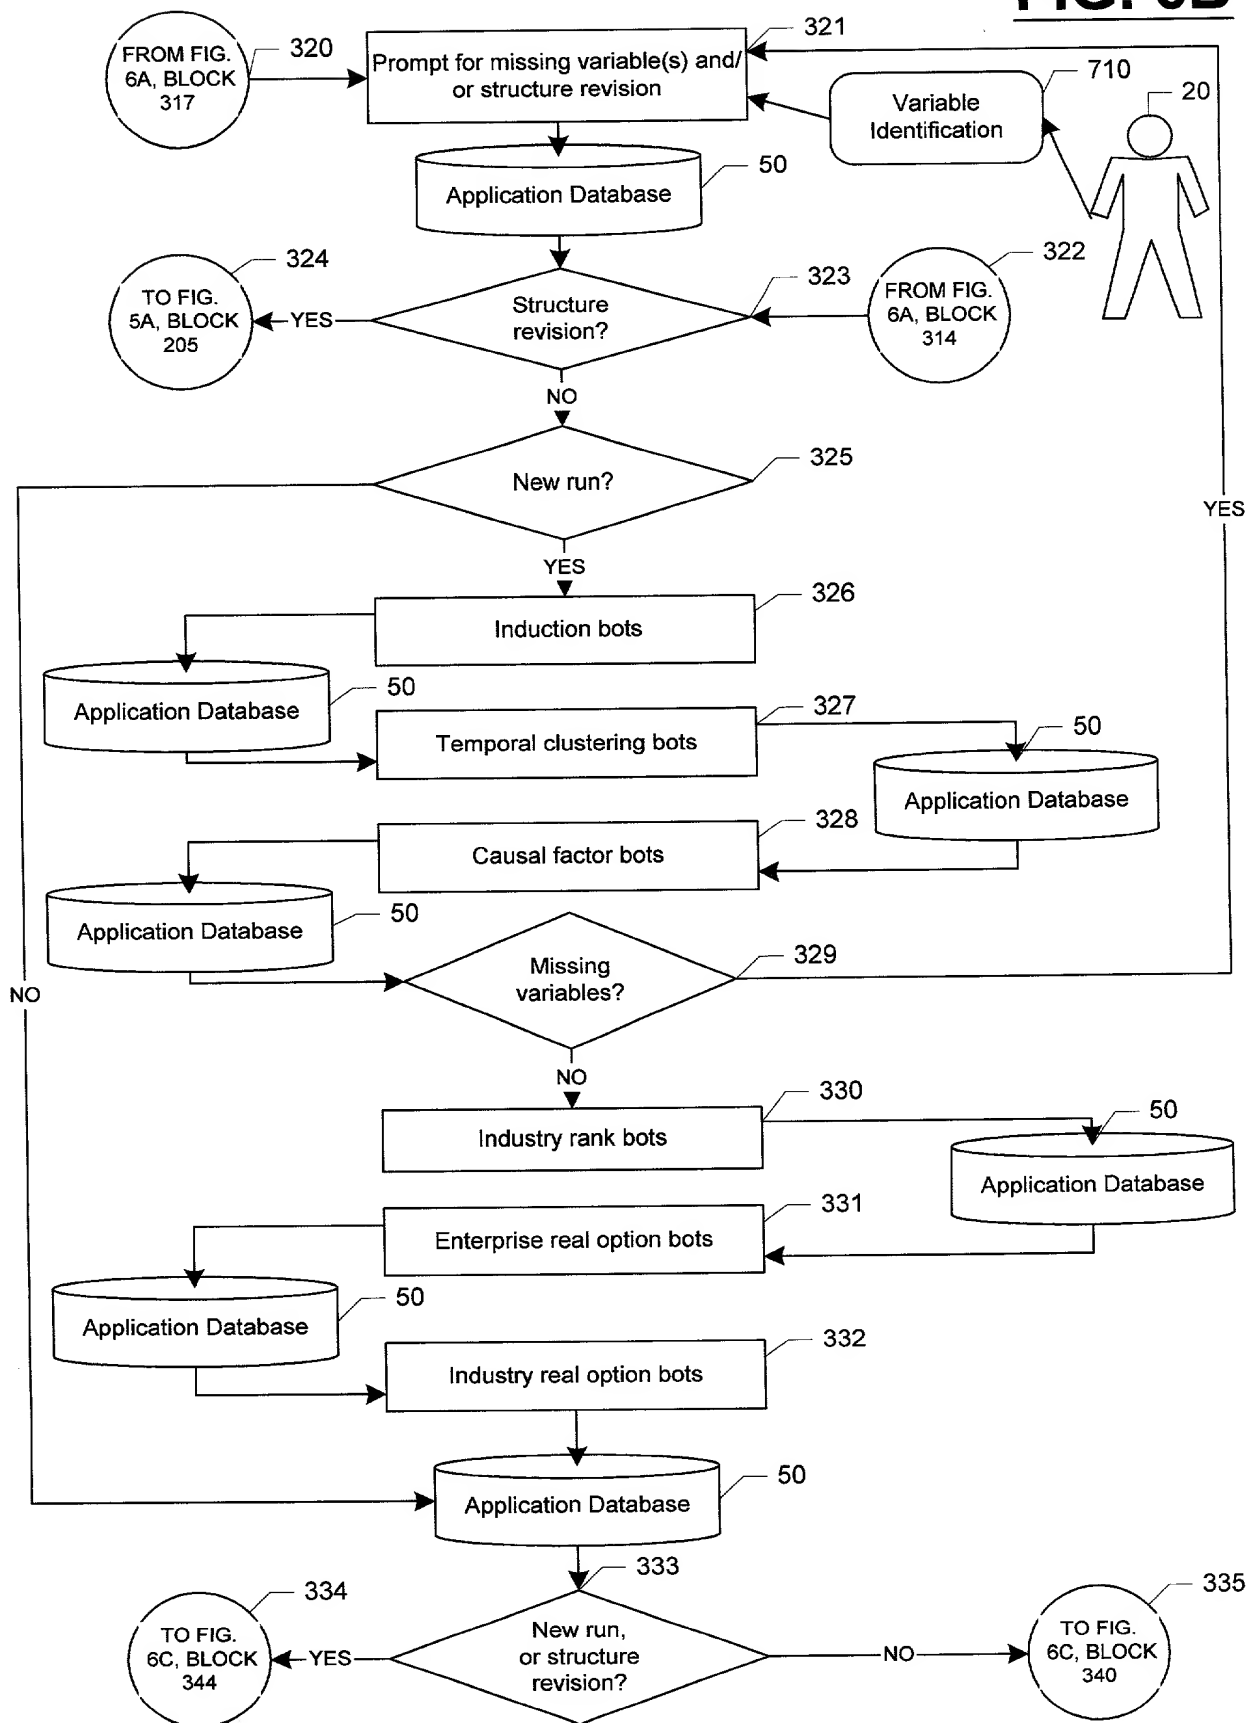 FROM FIG.
6A, BLOCK
317
320
Prompt for missing variable(s) and/
or structure revision
321
Variable
Identification
710
20
Application Database
50
TO FIG.
5A, BLOCK
205
324
YES
Structure
revision?
323
FROM FIG.
6A, BLOCK
314
322
NO
New run?
325
YES
YES
Induction bots
326
Application Database
50
Temporal clustering bots
327
Application Database
50
Causal factor bots
328
Application Database
50
Missing
variables?
329
NO
NO
Industry rank bots
330
Application Database
50
Enterprise real option bots
331
Application Database
50
Industry real option bots
332
Application Database
50
333
New run,
or structure
revision?
YES
TO FIG.
6C, BLOCK
344
334
NO
TO FIG.
6C, BLOCK
340
335